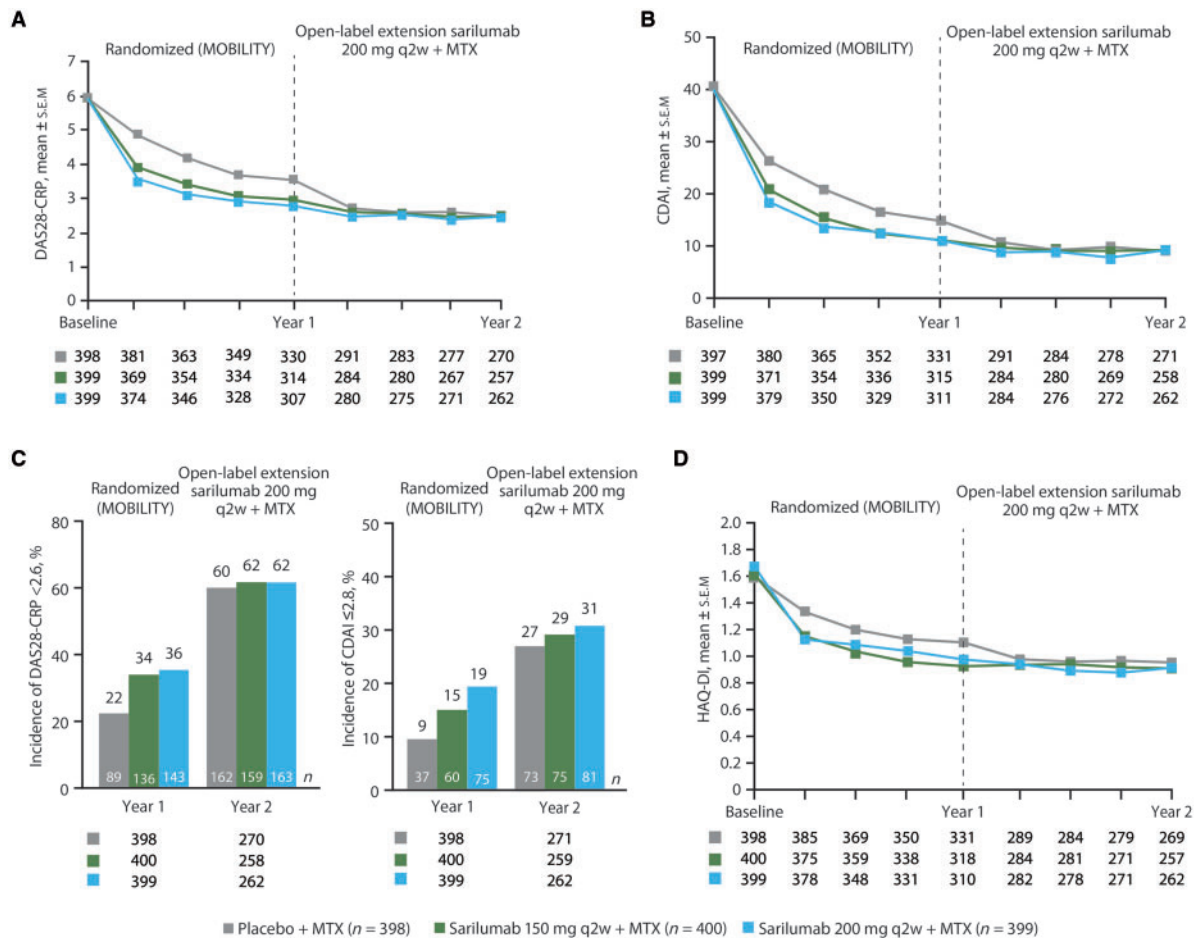 A
Randomized (MOBILITY)
Open-label extension sarilumab
200 mg q2w + MTX
DAS28-CRP, mean ± S.E.M
7
6
5
4
3
2
1
0
Baseline Year 1 Year 2
398 381 363 349 330 291 283 277 270
399 369 354 334 314 284 280 267 257
399 374 346 328 307 280 275 271 262
B
Randomized (MOBILITY)
Open-label extension sarilumab
200 mg q2w + MTX
CDAI, mean ± S.E.M
50
40
30
20
10
0
Baseline Year 1 Year 2
397 380 365 352 331 291 284 278 271
399 371 354 336 315 284 280 269 258
399 379 350 329 311 284 276 272 262
C
Randomized
(MOBILITY)
Open-label extension
sarilumab 200 mg
q2w + MTX
Incidence of DAS28-CRP <2.6, %
80
60
40
20
0
22 34 36 60 62 62
89 136 143 162 159 163 n
Year 1 Year 2
398 270
400 258
399 262
Randomized
(MOBILITY)
Open-label extension
sarilumab 200 mg
q2w + MTX
Incidence of CDAI ≤2.8, %
50
40
30
20
10
0
9 15 19 27 29 31
37 60 75 73 75 81 n
Year 1 Year 2
398 271
400 259
399 262
D
Randomized (MOBILITY)
Open-label extension sarilumab
200 mg q2w + MTX
HAQ-DI, mean ± S.E.M
2.0
1.8
1.6
1.4
1.2
1.0
0.8
0.6
0.4
0.2
0
Baseline Year 1 Year 2
398 385 369 350 331 289 284 279 269
400 375 359 338 318 284 281 271 257
399 378 348 331 310 282 278 271 262
Placebo + MTX (n = 398) Sarilumab 150 mg q2w + MTX (n = 400) Sarilumab 200 mg q2w + MTX (n = 399)